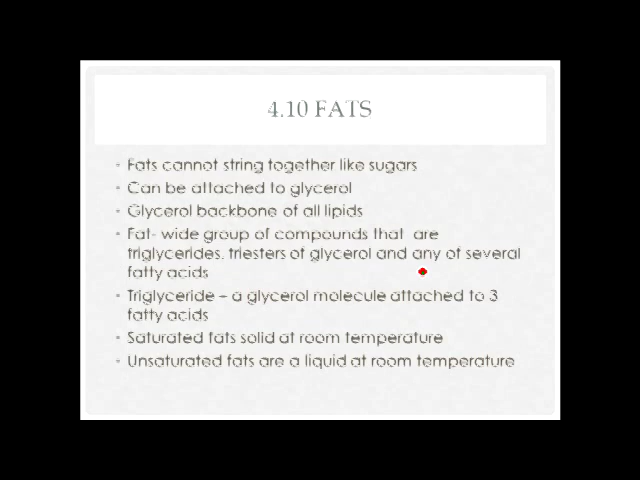 4.10 FATS
• Fats cannot string together like sugars
• Can be attached to glycerol
• Glycerol backbone of all lipids
• Fat- wide group of compounds that are
triglycerides, triesters of glycerol and any of several
fatty acids
• Triglyceride – a glycerol molecule attached to 3
fatty acids
• Saturated fats solid at room temperature
• Unsaturated fats are a liquid at room temperature